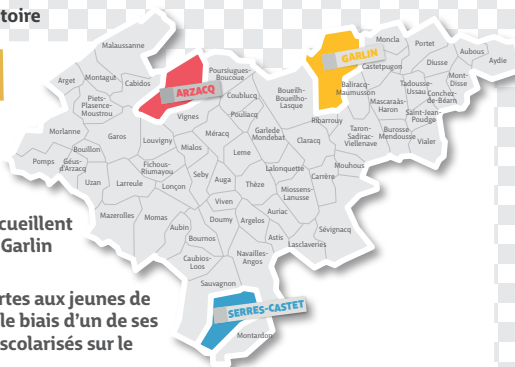 toire
Malaussanne
Moncla
Portet
Aubous
Aydie
GARLIN
Castetpugon
Diusse
Mont-
Disse
Arget
Montagut
Cabidos
Poursiugues-
Boucoue
ARZACQ
Coublucq
Boueilh-
Boueilho-
Lasque
Baliracq-
Maumusson
Tadousse-
Ussau
Conchez-
de-Béarn
Piets-
Plasence-
Moustrou
Vignes
Pouliacq
Mascaraàs-
Haron
Saint-Jean-
Poudge
Ribarrouy
Morlanne
Garos
Louvigny
Méracq
Garlede
Mondebat
Claracq
Taron-
Sadirac-
Viellenave
Burosse-
Mendousse
Vialer
Bouillon
Mialos
Leme
Pomps
Géus-
d'Arzacq
Fichous-
Riumayou
Seby
Auga
Lalonquette
Carrère
Mouhous
Uzan
Larreule
Lonçon
Thèze
Miossens-
Lanusse
Viven
Mazerolles
Momas
Doumy
Argelos
Auriac
Aubin
Sévignacq
Bournos
Astis
Lasclaveries
Caubios-
Loos
Navailles-
Angos
Sauvagnon
SERRES-CASTET
Montardon
cueillent
Garlin
rtes aux jeunes de
le biais d'un de ses
scolarisés sur le